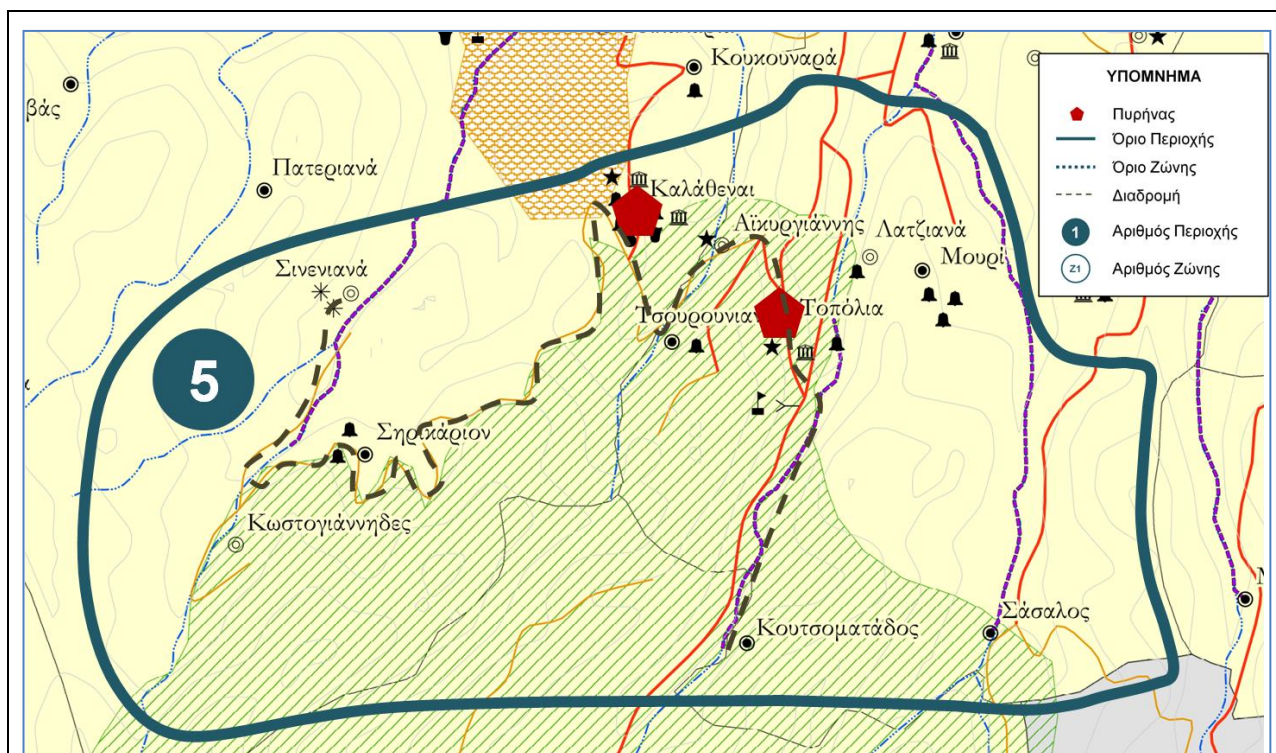 Κουκουναρά
βάς
Πατεριανά
Καλάθεναι
Αϊκυργιάννης
Λατζιανά
Μουρί
Σινενιανά
Τσουρουνια
Τοπόλια
5
Σηρικάριον
Κωστογιάννηδες
Κουτσοματάδος
Σάσαλος
ΥΠΟΜΝΗΜΑ
Πυρήνας
Όριο Περιοχής
Όριο Ζώνης
Διαδρομή
1 Αριθμός Περιοχής
Z1 Αριθμός Ζώνης